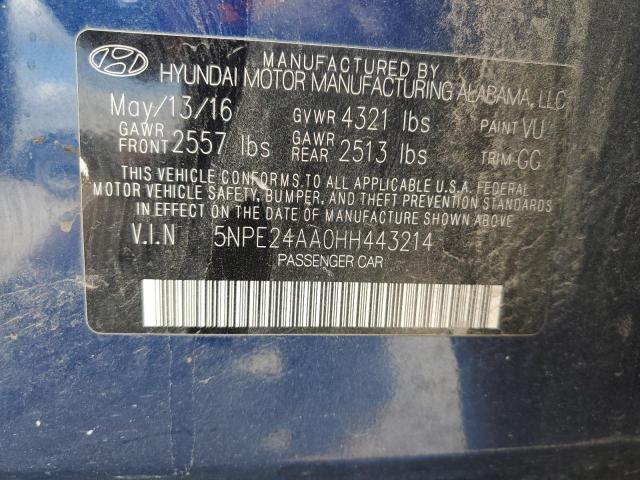 MANUFACTURED BY
HYUNDAI MOTOR MANUFACTURING ALABAMA, LLC
May/13/16 GVWR 4321 lbs PAINT VU
GAWR FRONT 2557 lbs GAWR REAR 2513 lbs TRIM GG
THIS VEHICLE CONFORMS TO ALL APPLICABLE U.S.A. FEDERAL
MOTOR VEHICLE SAFETY, BUMPER, AND THEFT PREVENTION
STANDARDS IN EFFECT ON THE DATE OF MANUFACTURE SHOWN ABOVE.
V.I.N 5NPE24AA0HH443214
PASSENGER CAR